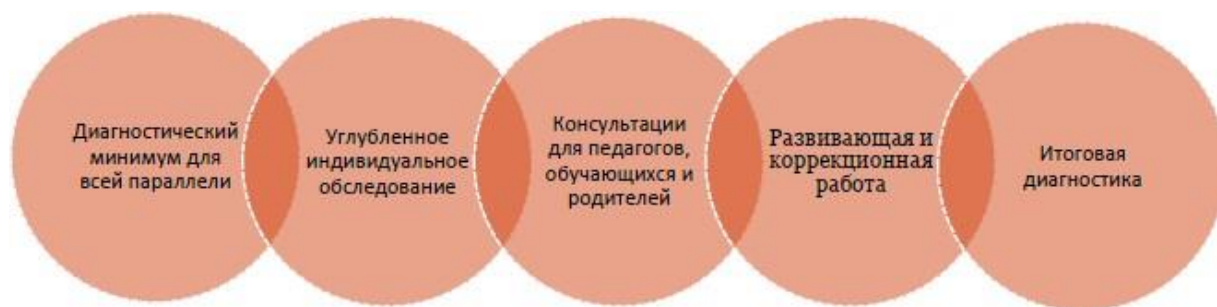 Диагностический
минимум для
всей параллели
Углубленное
индивидуальное
обследование
Консультации
для педагогов,
обучающихся и
родителей
Развивающая и
коррекционная
работа
Итоговая
диагностика